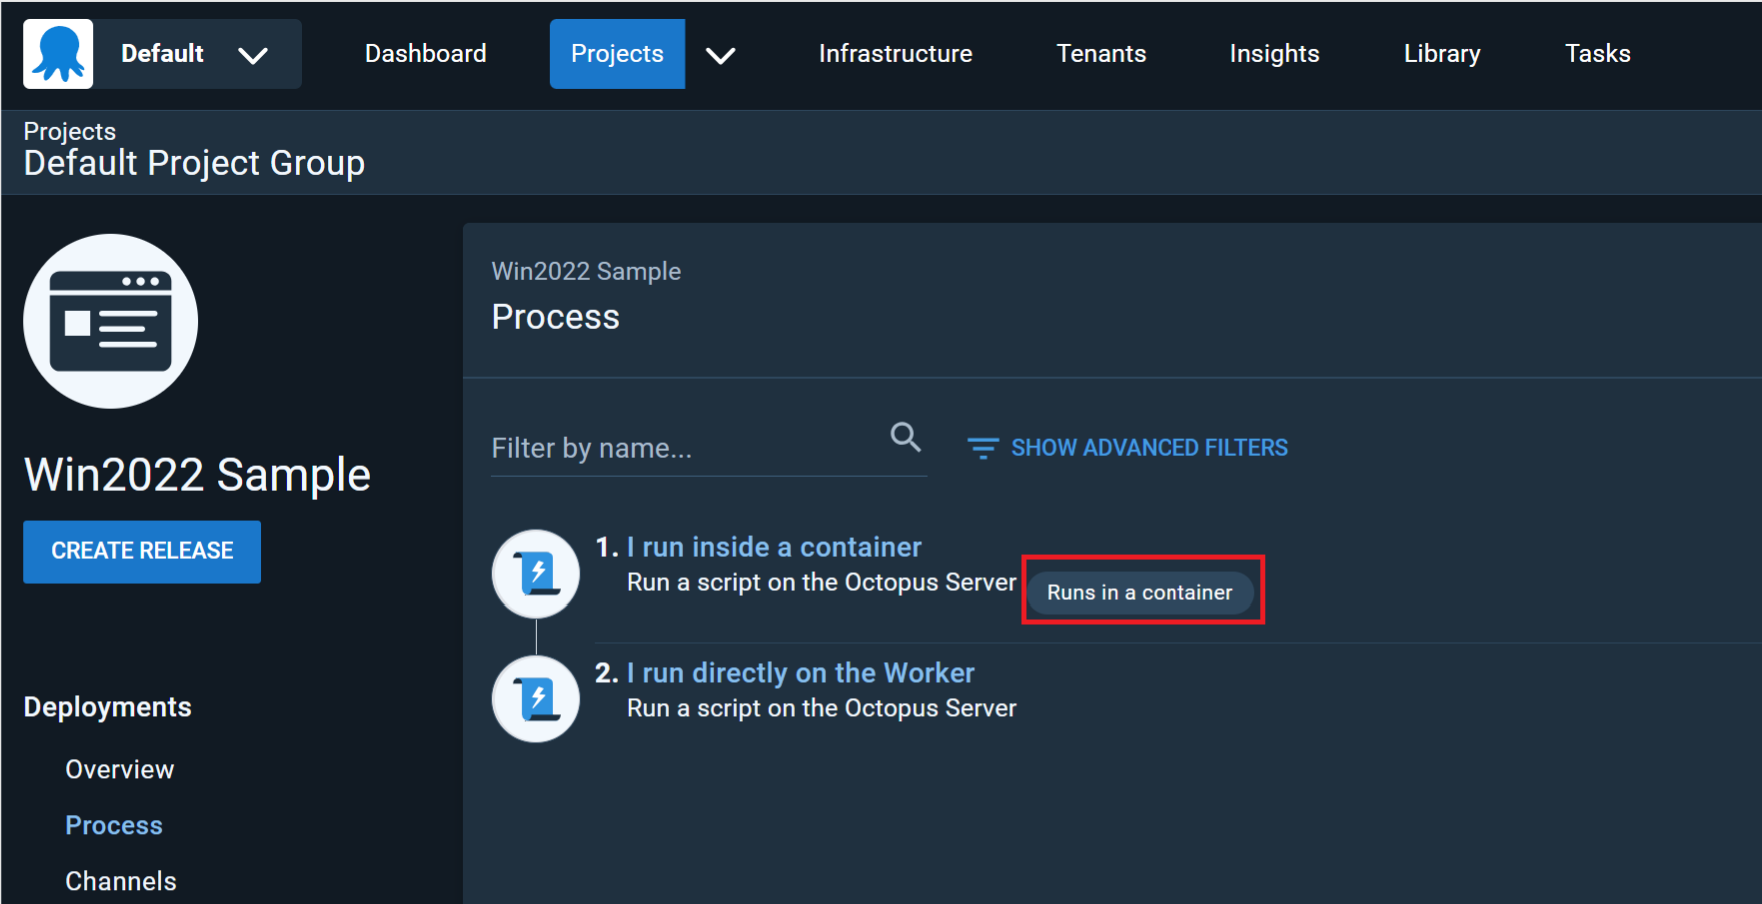 Default
Dashboard
Projects
Infrastructure
Tenants
Insights
Library
Tasks
Projects
Default Project Group
Win2022 Sample
CREATE RELEASE
Deployments
Overview
Process
Channels
Win2022 Sample
Process
Filter by name...
SHOW ADVANCED FILTERS
1. I run inside a container
Run a script on the Octopus Server
Runs in a container
2. I run directly on the Worker
Run a script on the Octopus Server